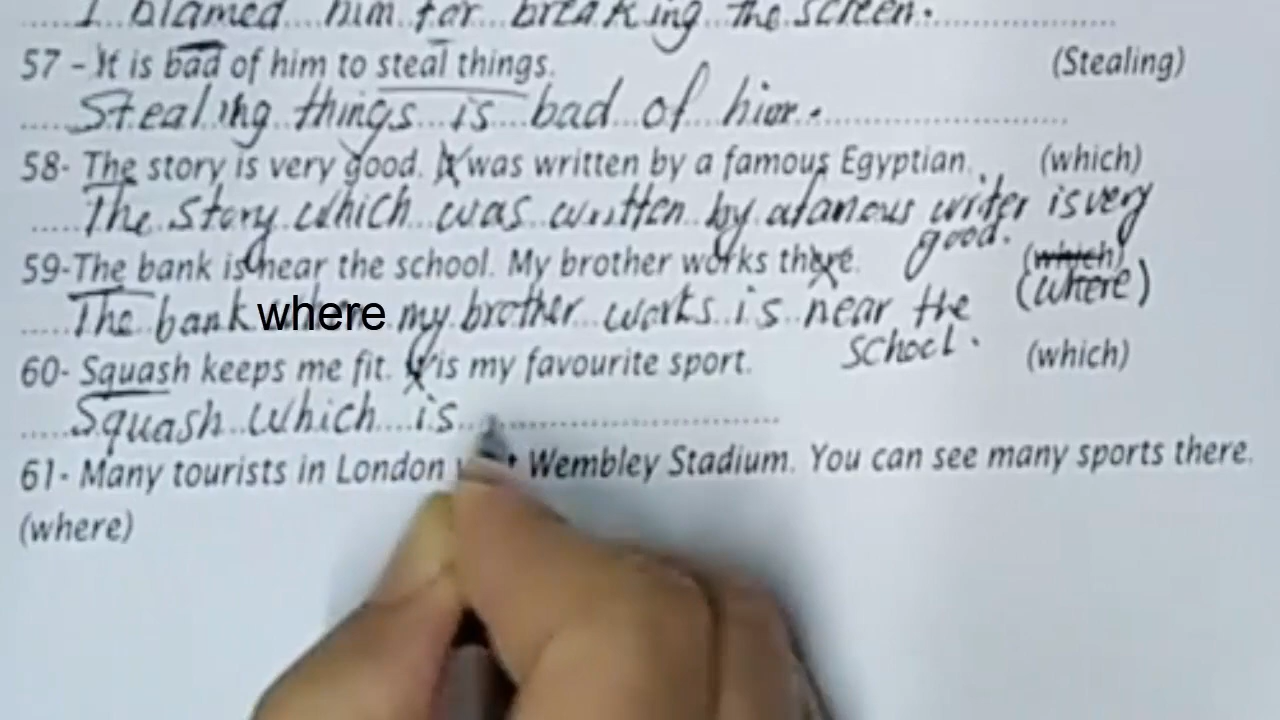 I blamed him for breaking the screen.
57 – It is bad of him to steal things. (Stealing)
Stealing things is bad of him.
58- The story is very good. It was written by a famous Egyptian. (which)
The story which was written by a famous writer is very
good.
59-The bank is near the school. My brother works there. (which)
(where)
The bank where my brother works is near the
school.
60- Squash keeps me fit. It is my favourite sport. (which)
Squash which is
61- Many tourists in London Wembley Stadium. You can see many sports there.
(where)